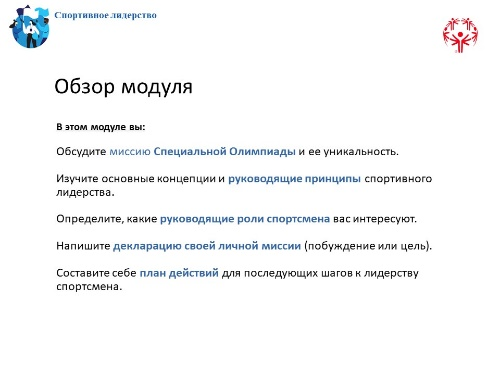 Спортивное лидерство
Обзор модуля
В этом модуле вы:
Обсудите миссию Специальной Олимпиады и ее уникальность.
Изучите основные концепции и руководящие принципы спортивного
лидерства.
Определите, какие руководящие роли спортсмена вас интересуют.
Напишите декларацию своей личной миссии (побуждение или цель).
Составите себе план действий для последующих шагов к лидерству
спортсмена.